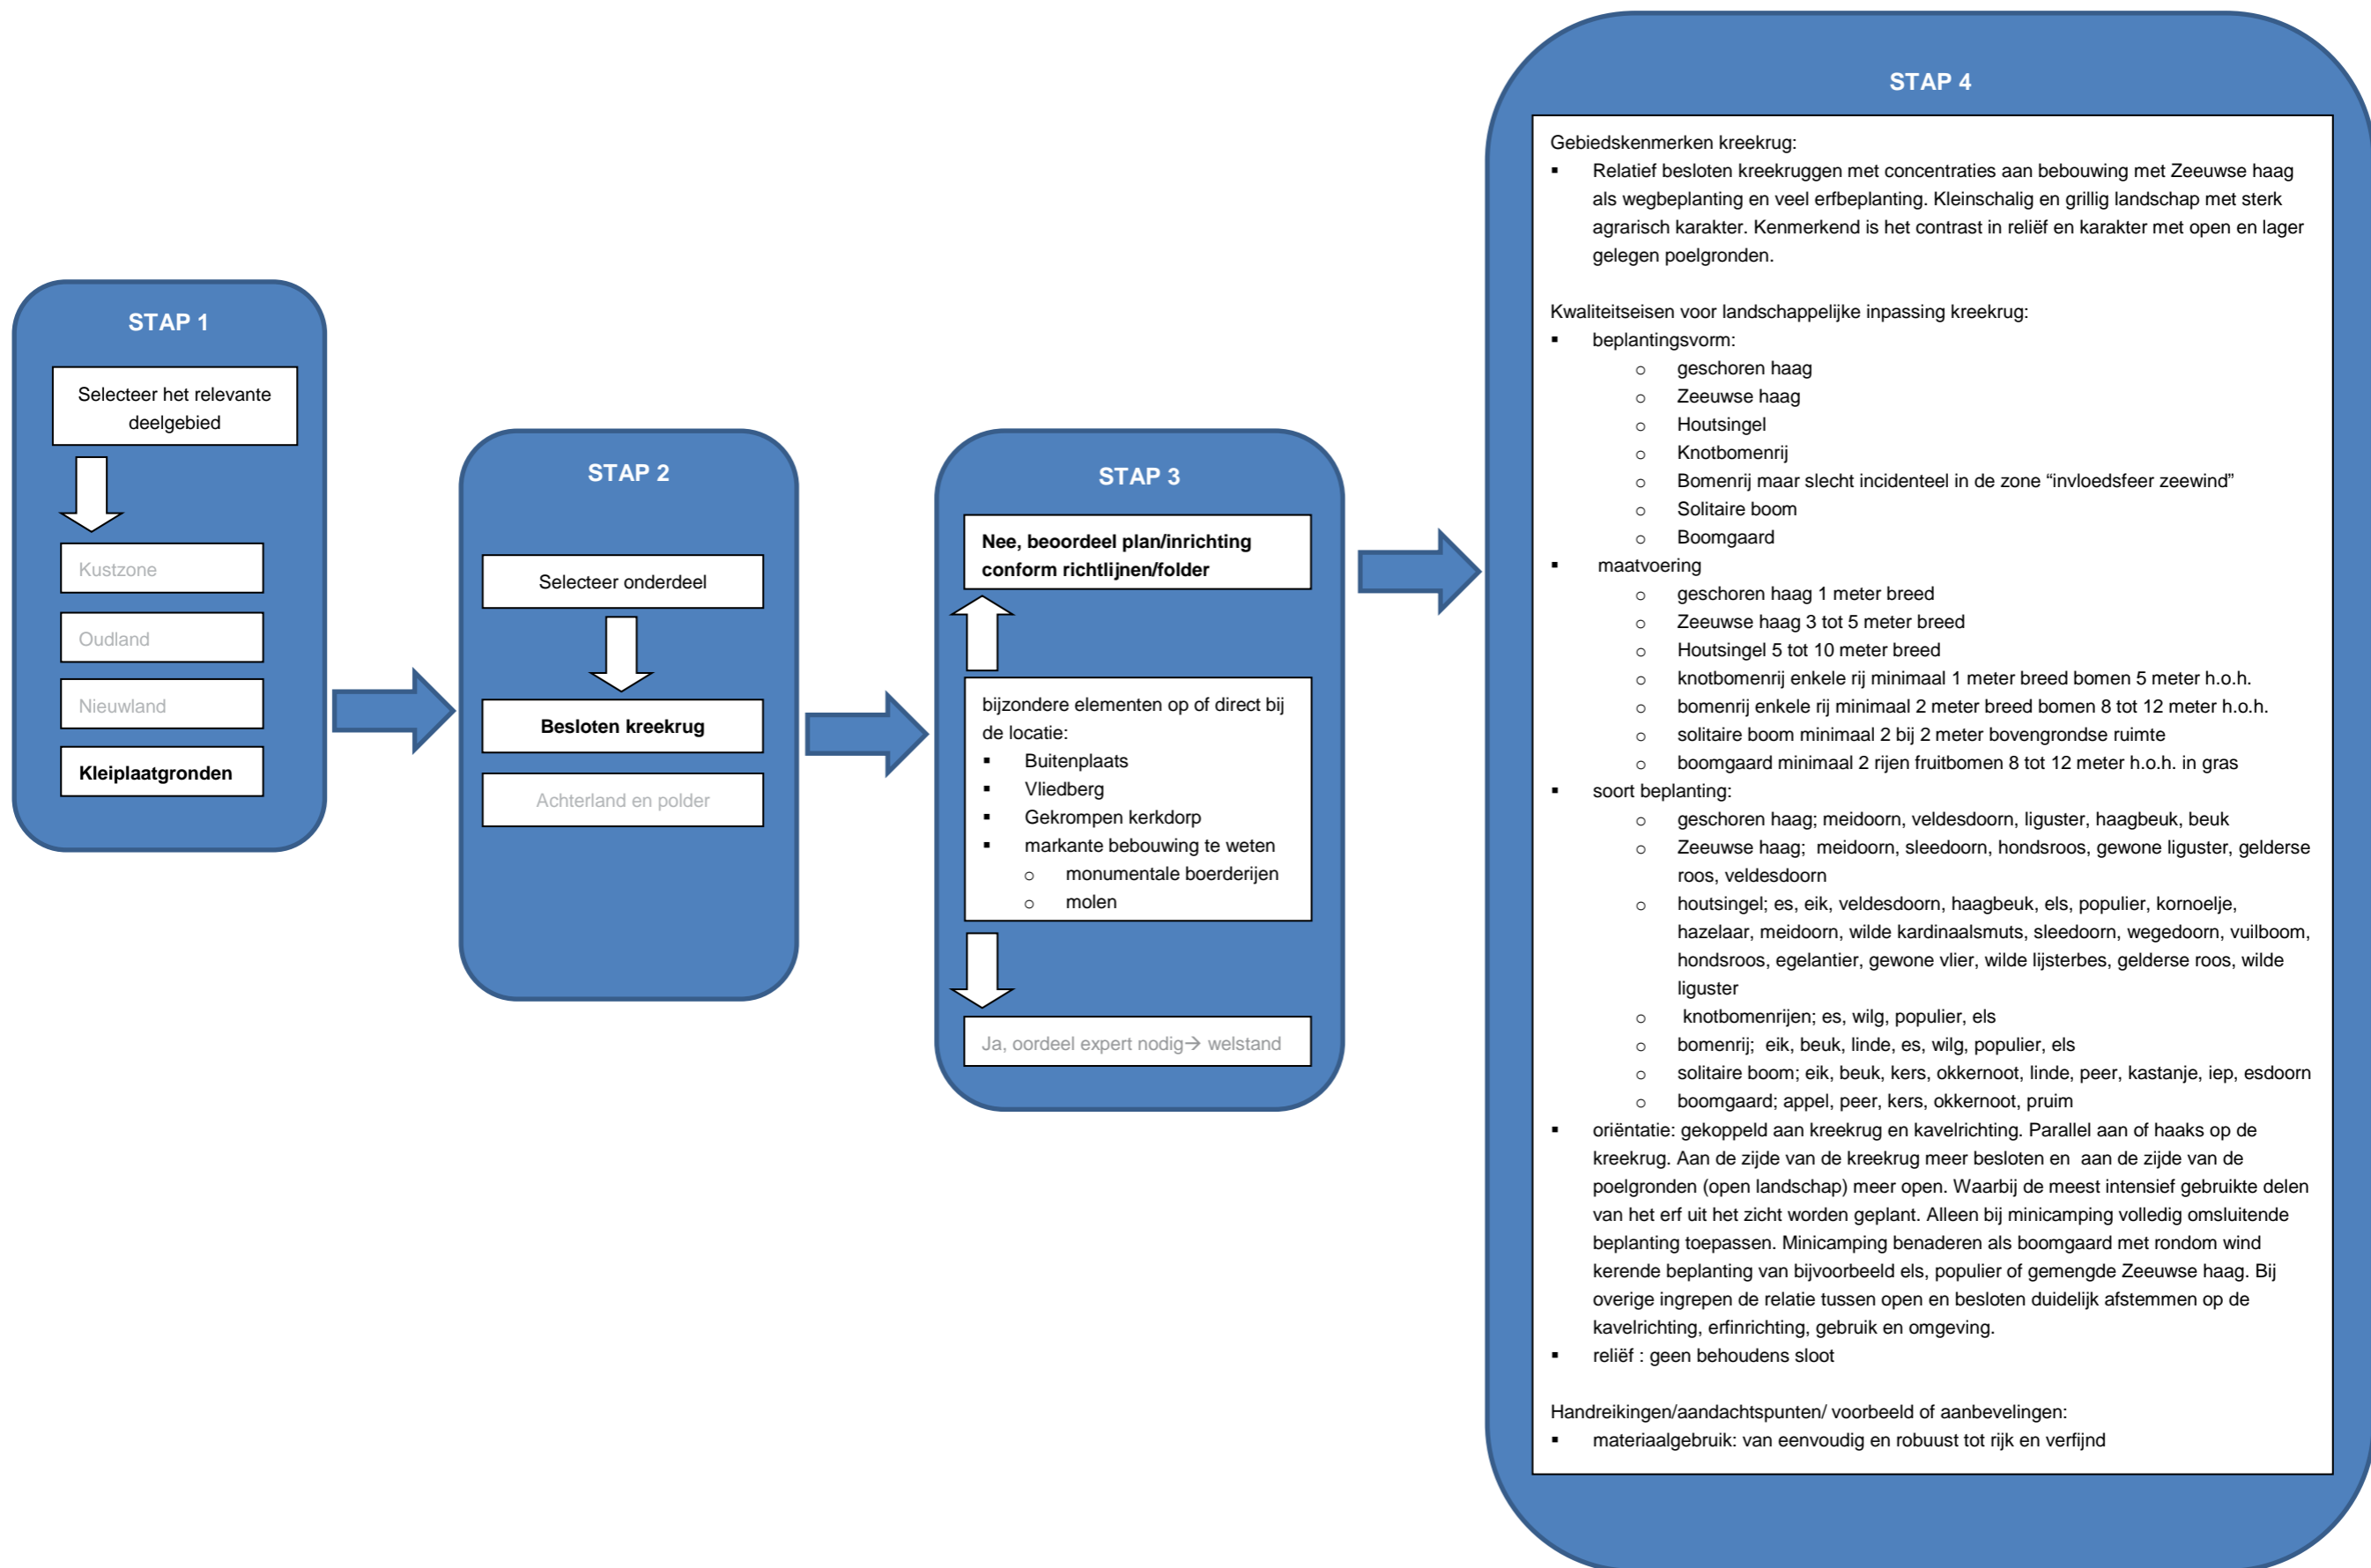 STAP 1
Selecteer het relevante
deelgebied
Kustzone
Oudland
Nieuwland
Kleiplaatgronden
STAP 2
Selecteer onderdeel
Besloten kreekrug
Achterland en polder
STAP 3
Nee, beoordeel plan/inrichting
conform richtlijnen/folder
bijzondere elementen op of direct bij
de locatie:
▪ Buitenplaats
▪ Vliedberg
▪ Gekrompen kerkdorp
▪ markante bebouwing te weten
o monumentale boerderijen
o molen
Ja, oordeel expert nodig→ welstand
STAP 4
Gebiedskenmerken kreekrug:
▪ Relatief besloten kreekruggen met concentraties aan bebouwing met Zeeuwse haag
als wegbeplanting en veel erfbeplanting. Kleinschalig en grillig landschap met sterk
agrarisch karakter. Kenmerkend is het contrast in reliëf en karakter met open en lager
gelegen poelgronden.
Kwaliteitseisen voor landschappelijke inpassing kreekrug:
▪ beplantingsvorm:
o geschoren haag
o Zeeuwse haag
o Houtsingel
o Knotbomenrij
o Bomenrij maar slecht incidenteel in de zone “invloedsfeer zeewind”
o Solitaire boom
o Boomgaard
▪ maatvoering
o geschoren haag 1 meter breed
o Zeeuwse haag 3 tot 5 meter breed
o Houtsingel 5 tot 10 meter breed
o knotbomenrij enkele rij minimaal 1 meter breed bomen 5 meter h.o.h.
o bomenrij enkele rij minimaal 2 meter breed bomen 8 tot 12 meter h.o.h.
o solitaire boom minimaal 2 bij 2 meter bovengrondse ruimte
o boomgaard minimaal 2 rijen fruitbomen 8 tot 12 meter h.o.h. in gras
▪ soort beplanting:
o geschoren haag; meidoorn, veldesdoorn, liguster, haagbeuk, beuk
o Zeeuwse haag; meidoorn, sleedoorn, hondsroos, gewone liguster, gelderse
roos, veldesdoorn
o houtsingel; es, eik, veldesdoorn, haagbeuk, els, populier, kornoelje,
hazelaar, meidoorn, wilde kardinaalsmuts, sleedoorn, wegedoorn, vuilboom,
hondsroos, egelantier, gewone vlier, wilde lijsterbes, gelderse roos, wilde
liguster
o knotbomenrijen; es, wilg, populier, els
o bomenrij; eik, beuk, linde, es, wilg, populier, els
o solitaire boom; eik, beuk, kers, okkernoot, linde, peer, kastanje, iep, esdoorn
o boomgaard; appel, peer, kers, okkernoot, pruim
▪ oriëntatie: gekoppeld aan kreekrug en kavelrichting. Parallel aan of haaks op de
kreekrug. Aan de zijde van de kreekrug meer besloten en aan de zijde van de
poelgronden (open landschap) meer open. Waarbij de meest intensief gebruikte delen
van het erf uit het zicht worden geplant. Alleen bij minicamping volledig omsluitende
beplanting toepassen. Minicamping benaderen als boomgaard met rondom wind
kerende beplanting van bijvoorbeeld els, populier of gemengde Zeeuwse haag. Bij
overige ingrepen de relatie tussen open en besloten duidelijk afstemmen op de
kavelrichting, erfinrichting, gebruik en omgeving.
▪ reliëf : geen behoudens sloot
Handreikingen/aandachtspunten/ voorbeeld of aanbevelingen:
▪ materiaalgebruik: van eenvoudig en robuust tot rijk en verfijnd